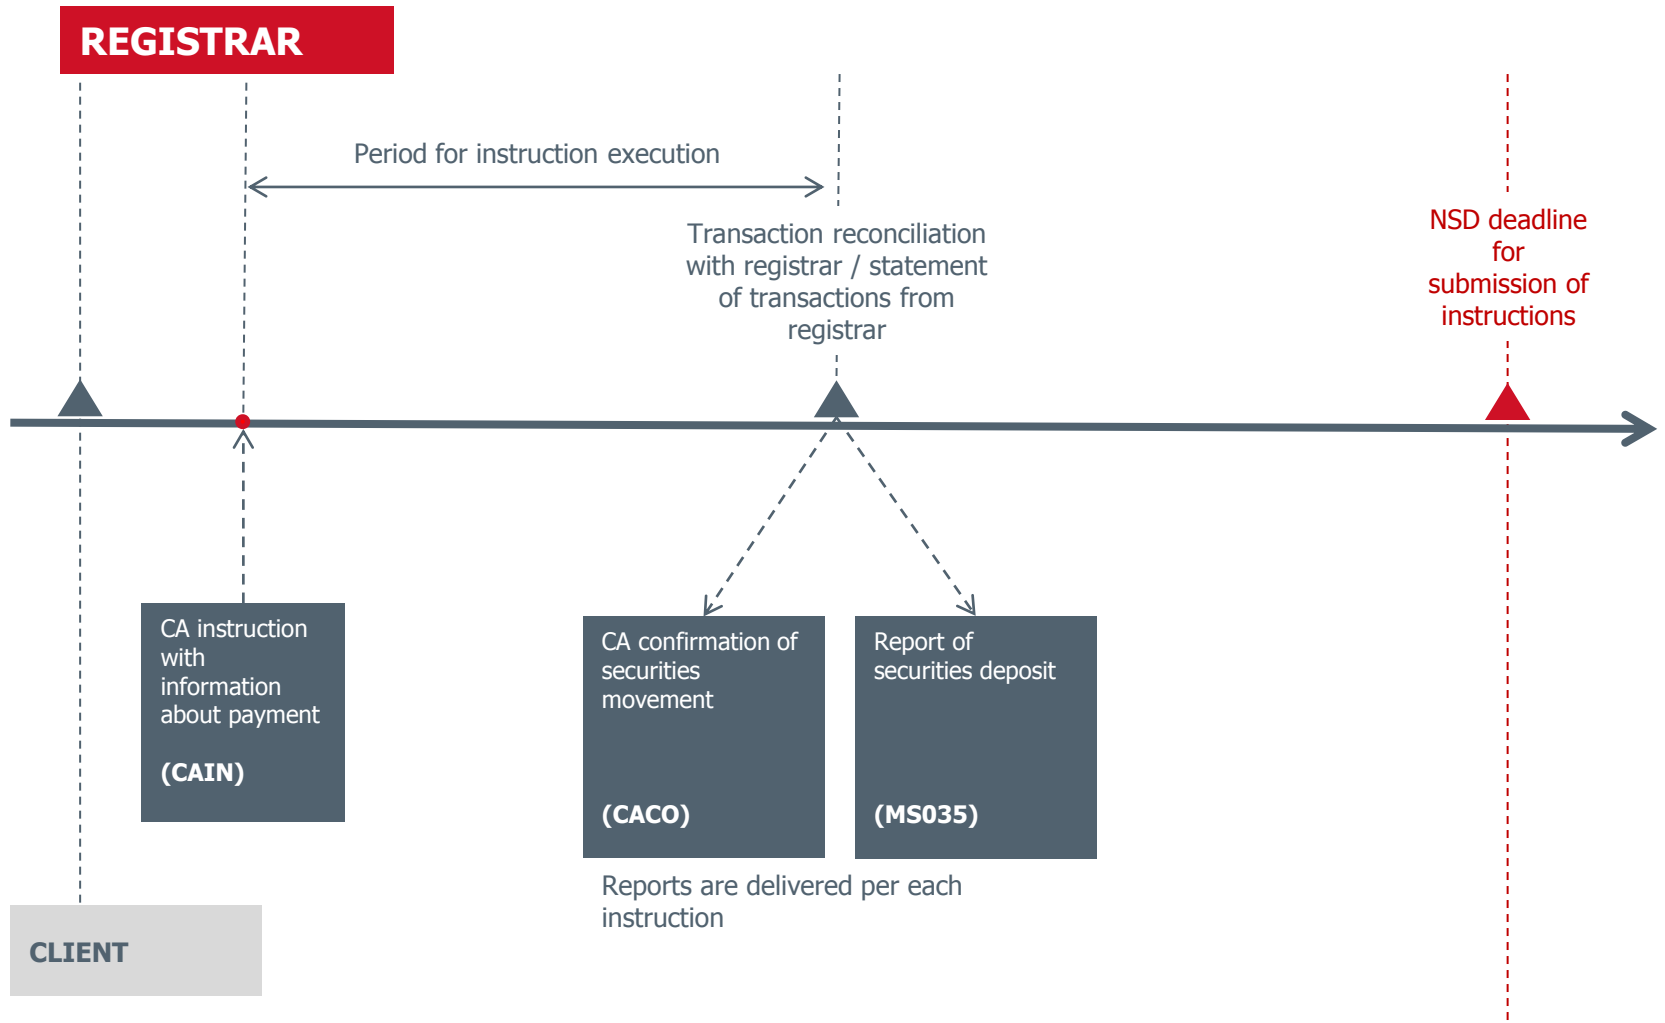 REGISTRAR
Period for instruction execution
Transaction reconciliation
with registrar / statement
of transactions from
registrar
NSD deadline
for
submission of
instructions
CA instruction
with
information
about payment
(CAIN)
CA confirmation of
securities
movement
(CACO)
Report of
securities deposit
(MS035)
Reports are delivered per each
instruction
CLIENT